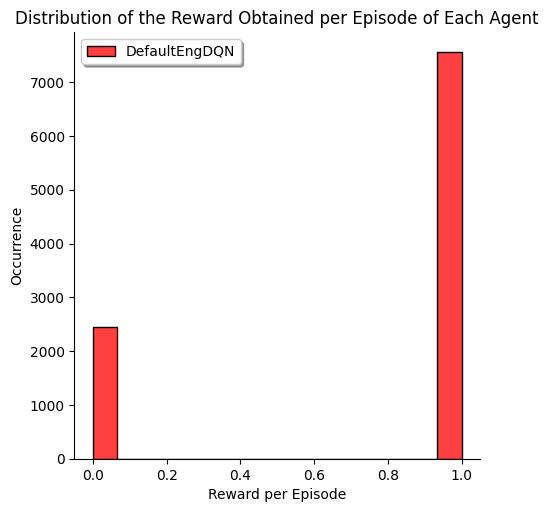 Distribution of the Reward Obtained per Episode of Each Agent
DefaultEngDQN
7000
6000
5000
4000
3000
2000
1000
0
Occurrence
0.0 0.2 0.4 0.6 0.8 1.0
Reward per Episode